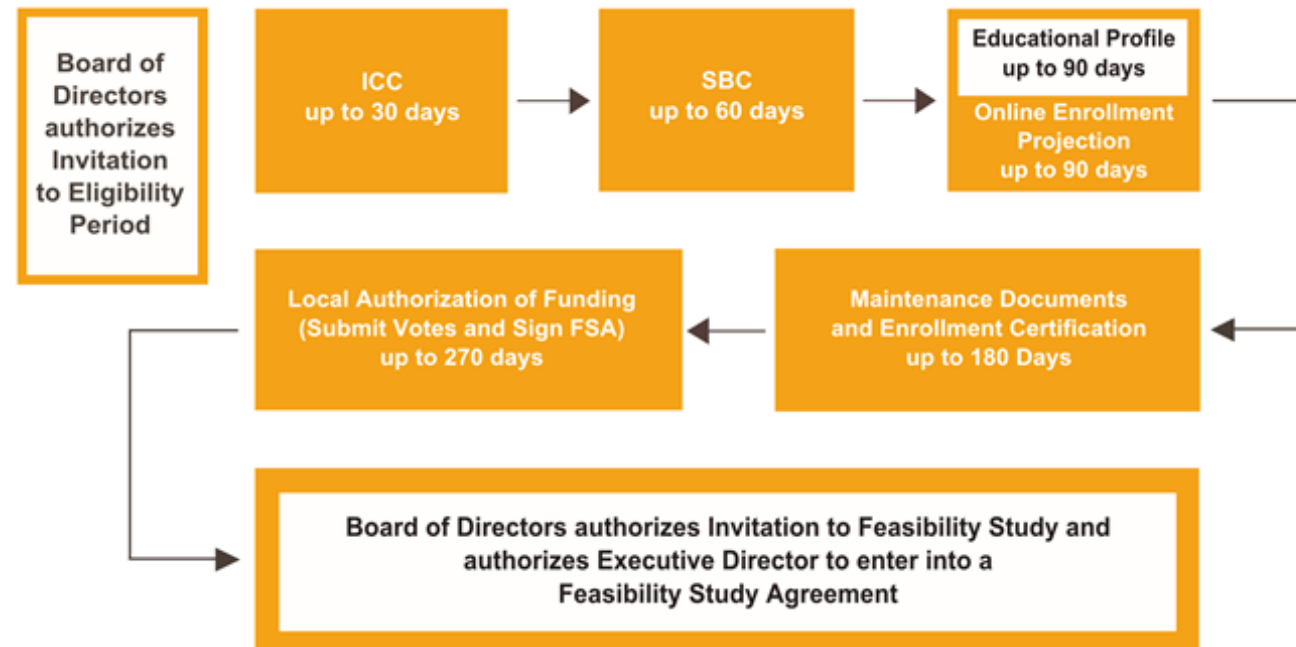 Board of
Directors
authorizes
Invitation
to Eligibility
Period
ICC
up to 30 days
SBC
up to 60 days
Educational Profile
up to 90 days
Online Enrollment
Projection
up to 90 days
Maintenance Documents
and Enrollment Certification
up to 180 Days
Local Authorization of Funding
(Submit Votes and Sign FSA)
up to 270 days
Board of Directors authorizes Invitation to Feasibility Study and
authorizes Executive Director to enter into a
Feasibility Study Agreement